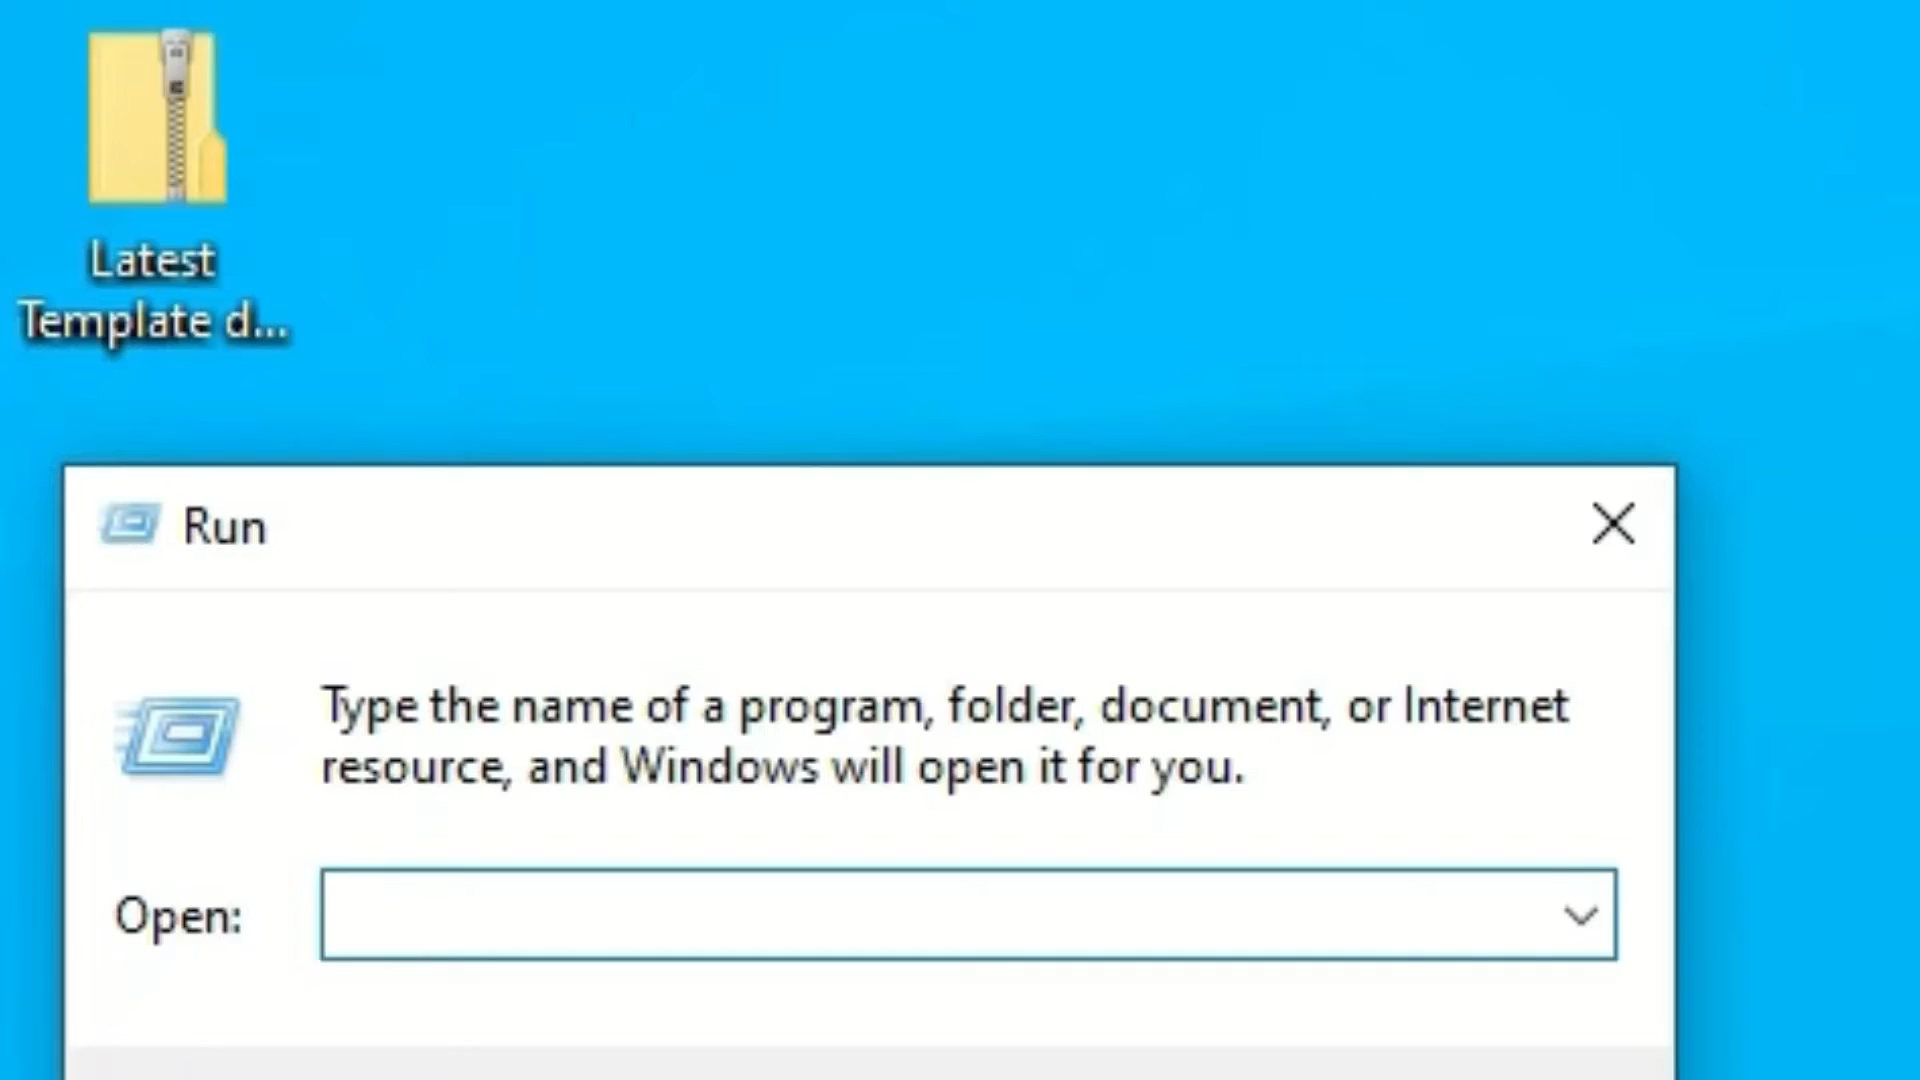 Latest
Template d...
Run
Type the name of a program, folder, document, or Internet
resource, and Windows will open it for you.
Open: